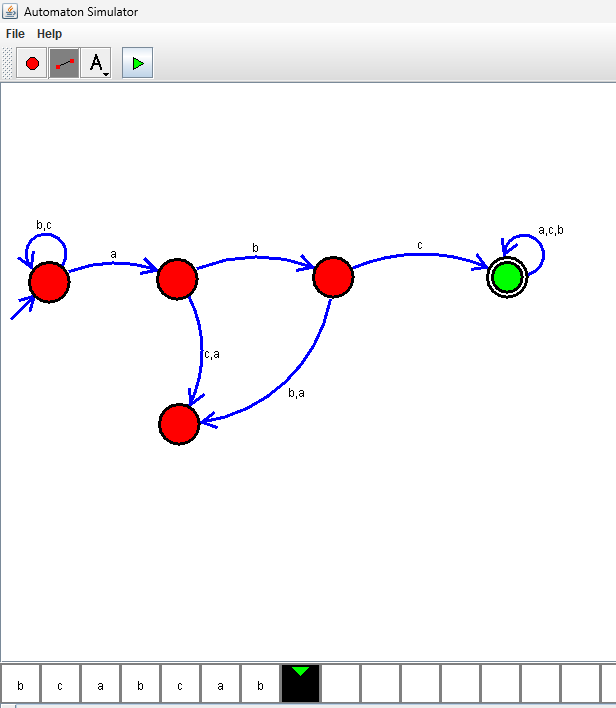 Automaton Simulator
File Help
A
b,c
a
b
c
a,c,b
c,a
b,a
b c a b c a b